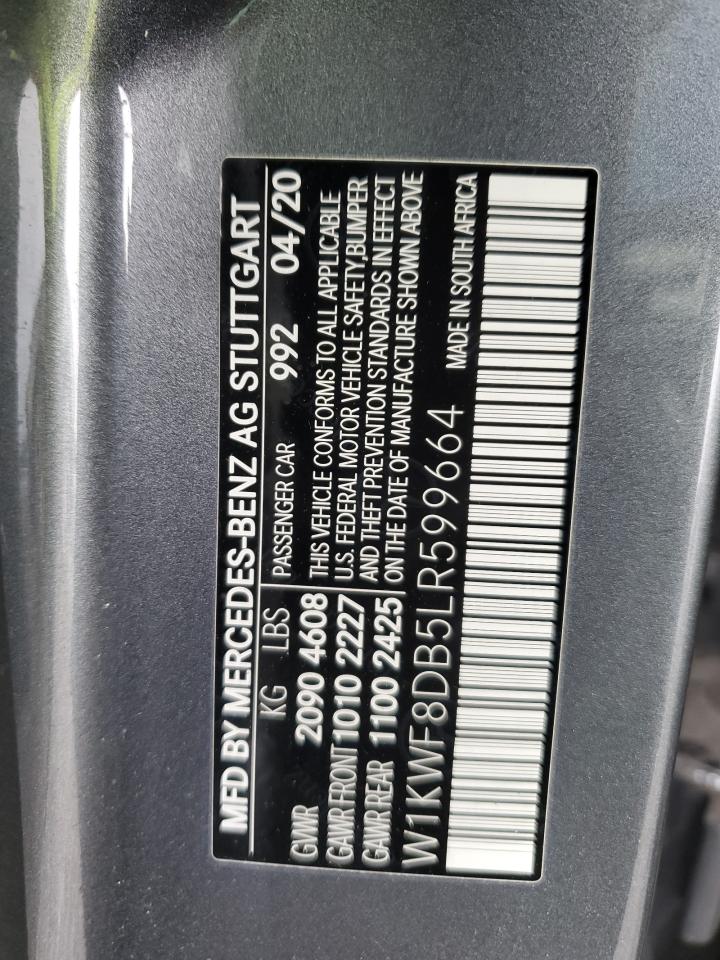 MFD BY MERCEDES-BENZ AG STUTTGART
KG LBS PASSENGER CAR 992 04/20
GVWR 2090 4608 THIS VEHICLE CONFORMS TO ALL APPLICABLE
GAWR FRONT 1010 2227 U.S. FEDERAL MOTOR VEHICLE SAFETY,BUMPER
GAWR REAR 1100 2425 AND THEFT PREVENTION STANDARDS IN EFFECT
ON THE DATE OF MANUFACTURE SHOWN ABOVE
W1KWF8DB5LR599664 MADE IN SOUTH AFRICA